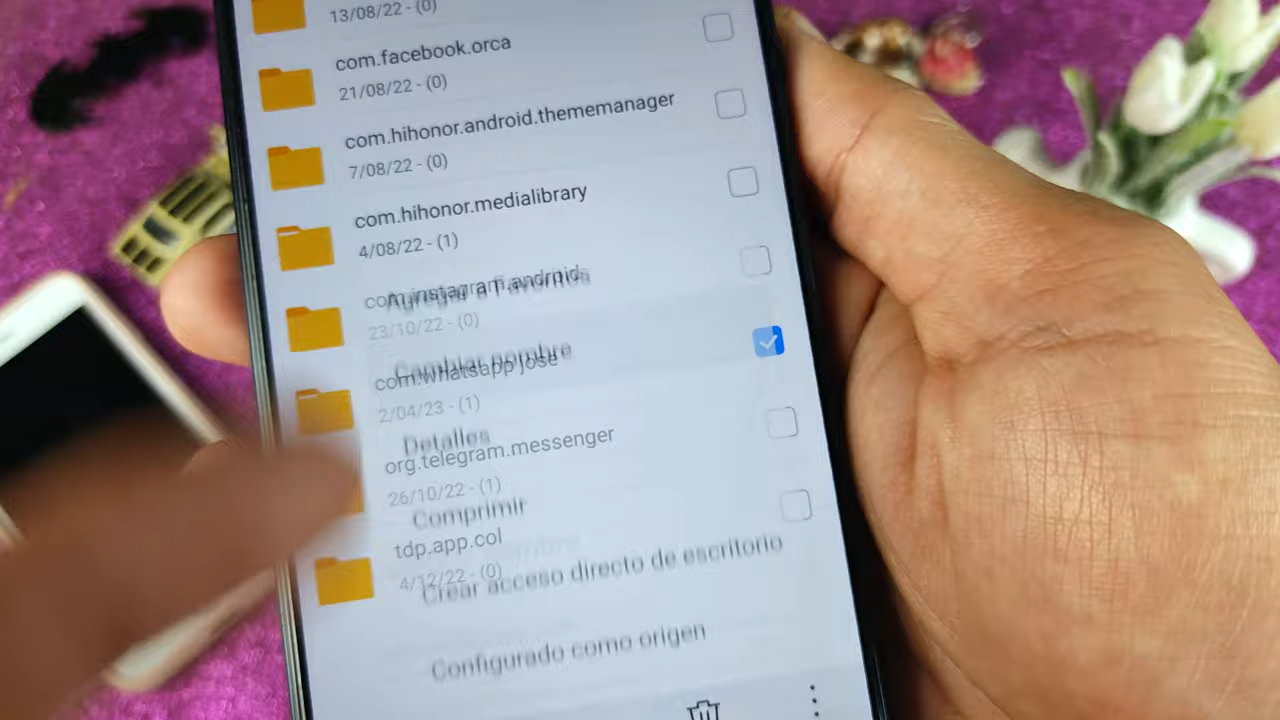 13/08/22 - (0)
com.facebook.orca
21/08/22 - (0)
com.hihonor.android.thememanager
7/08/22 - (0)
com.hihonor.medialibrary
4/08/22 - (1)
com.instagram.android
Agregar a Favoritos
23/10/22 - (0)
Cambiar nombre
com.whatsapp jose
2/04/23 - (1)
Detalles
org.telegram.messenger
26/10/22 - (1)
Comprimir
tdp.app.col
4/12/22 - (0)
Crear acceso directo de escritorio
Configurado como origen